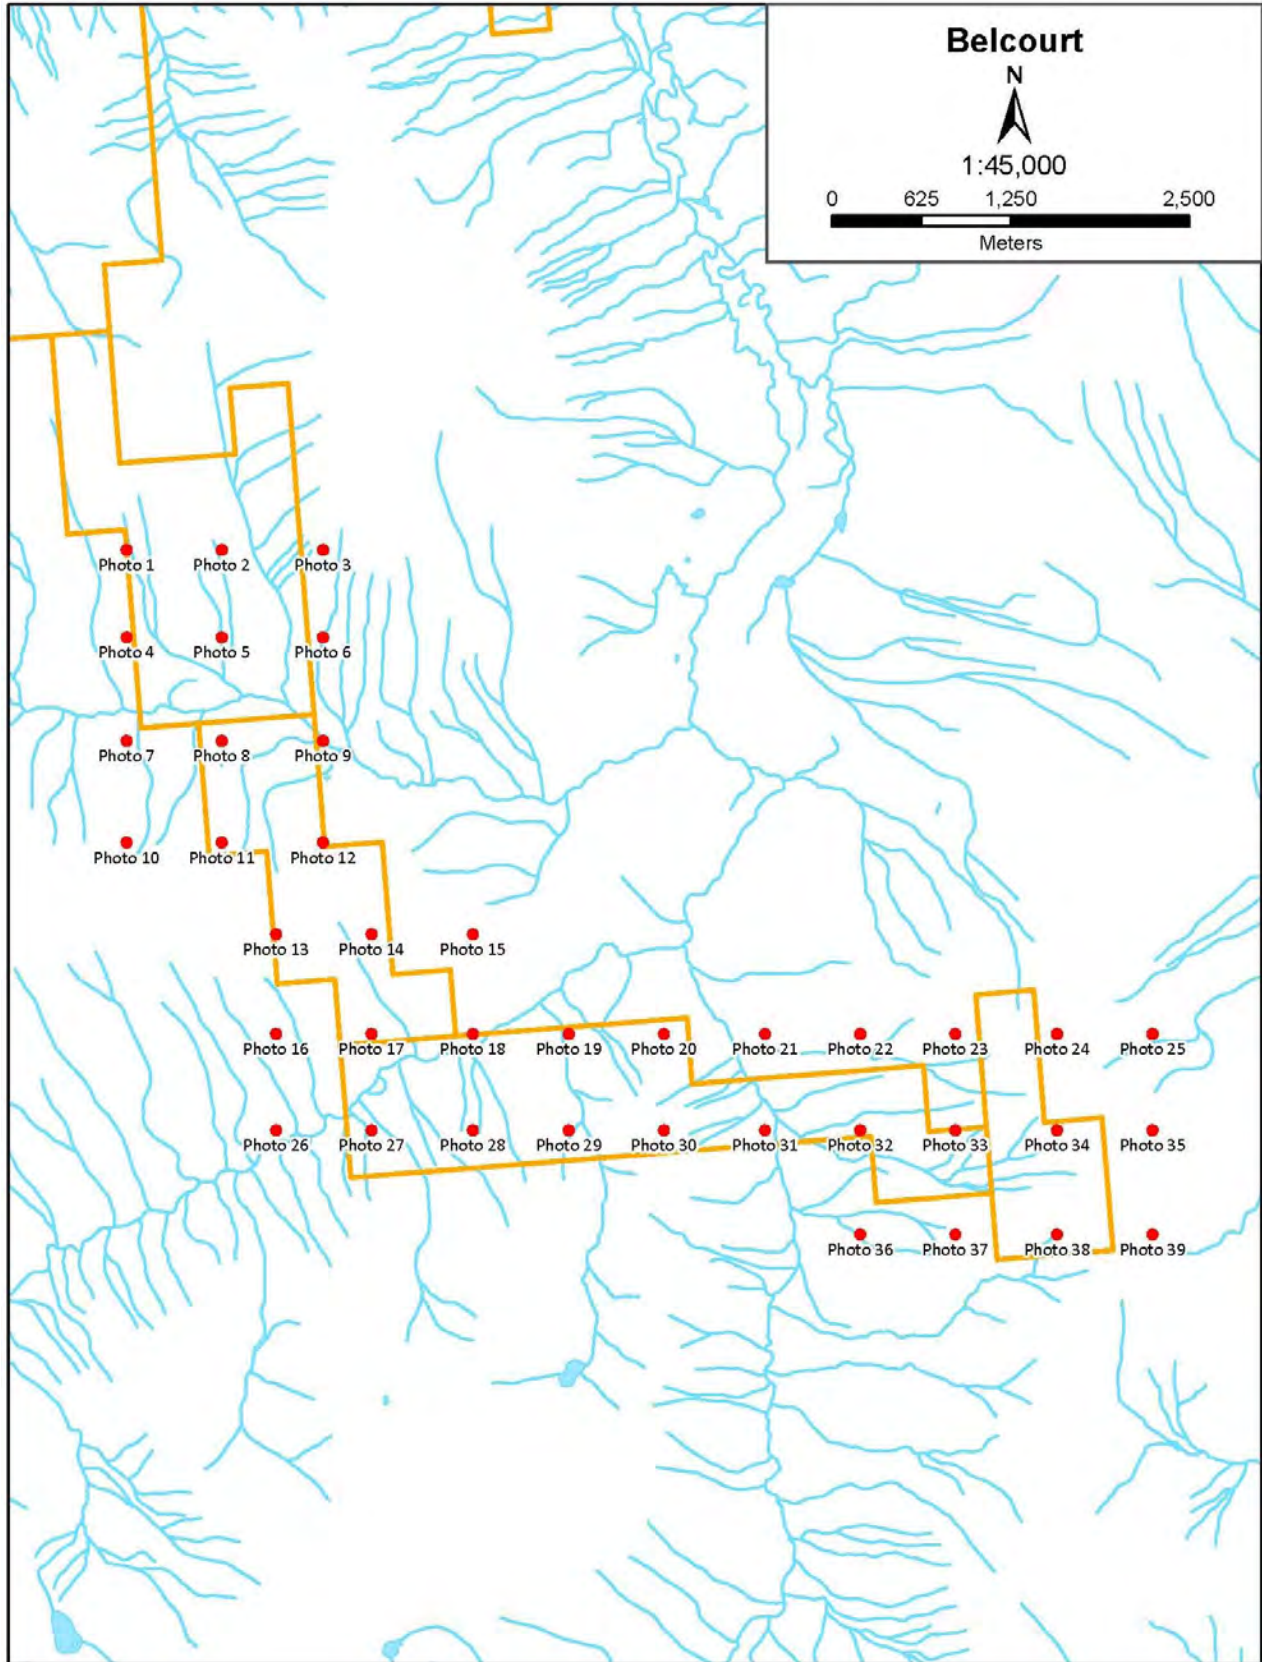 Belcourt
N
1:45,000
0 625 1,250 2,500
Meters
Photo 1 Photo 2 Photo 3
Photo 4 Photo 5 Photo 6
Photo 7 Photo 8 Photo 9
Photo 10 Photo 11 Photo 12
Photo 13 Photo 14 Photo 15
Photo 16 Photo 17 Photo 18 Photo 19 Photo 20 Photo 21 Photo 22 Photo 23 Photo 24 Photo 25
Photo 26 Photo 27 Photo 28 Photo 29 Photo 30 Photo 31 Photo 32 Photo 33 Photo 34 Photo 35
Photo 36 Photo 37 Photo 38 Photo 39